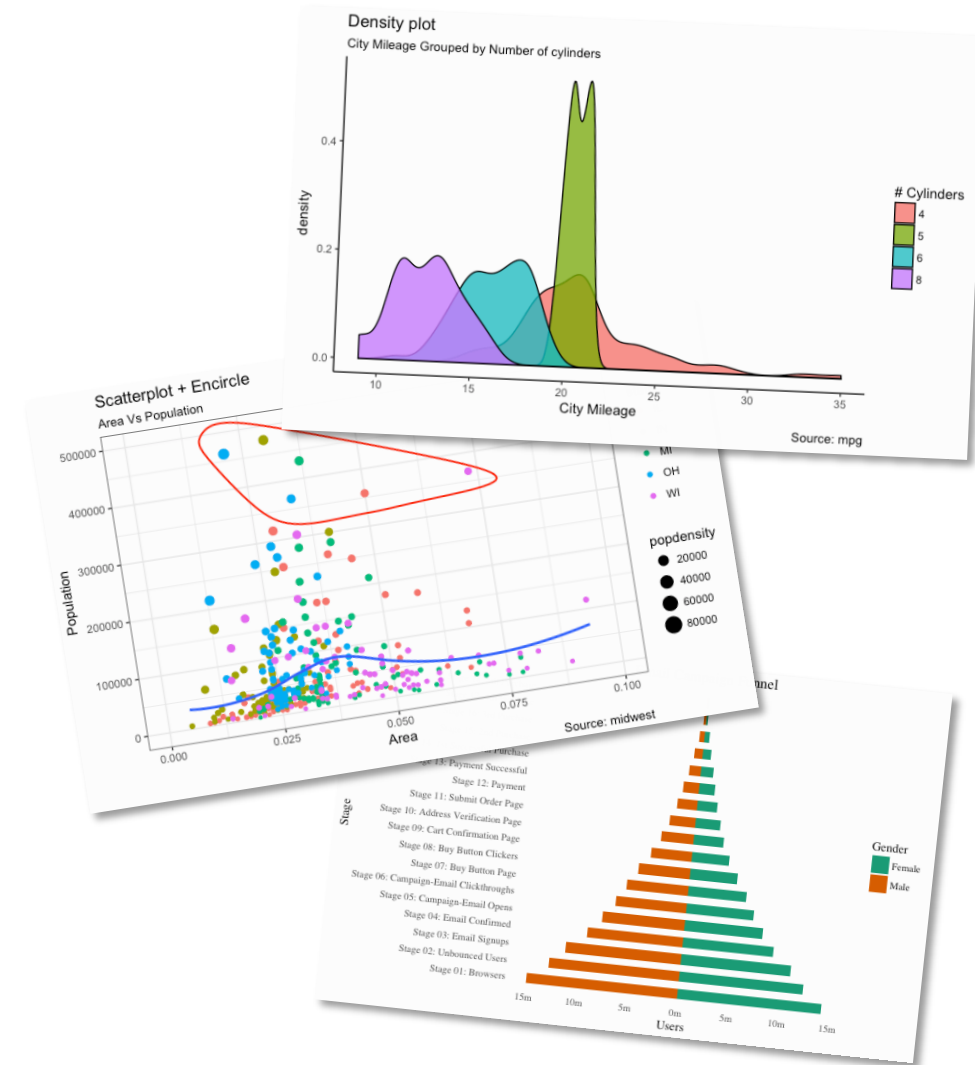 Density plot
City Mileage Grouped by Number of cylinders
density
0.4
0.2
0.0
10
15
20
25
30
35
City Mileage
Source: mpg
# Cylinders
4
5
6
8
Scatterplot + Encircle
Area Vs Population
Population
500000
400000
300000
200000
100000
0
0.000
0.025
0.050
0.075
0.100
Area
Source: midwest
MI
OH
WI
popdensity
20000
40000
60000
80000
Purchase
13: Payment Successful
Stage 12: Payment
Stage 11: Submit Order Page
Stage 10: Address Verification Page
Stage 09: Cart Confirmation Page
Stage 08: Buy Button Clickers
Stage 07: Buy Button Page
Stage 06: Campaign-Email Clickthroughs
Stage 05: Campaign-Email Opens
Stage 04: Email Confirmed
Stage 03: Email Signups
Stage 02: Unbounced Users
Stage 01: Browsers
Stage
15m
10m
5m
0m
5m
10m
15m
Users
Gender
Female
Male